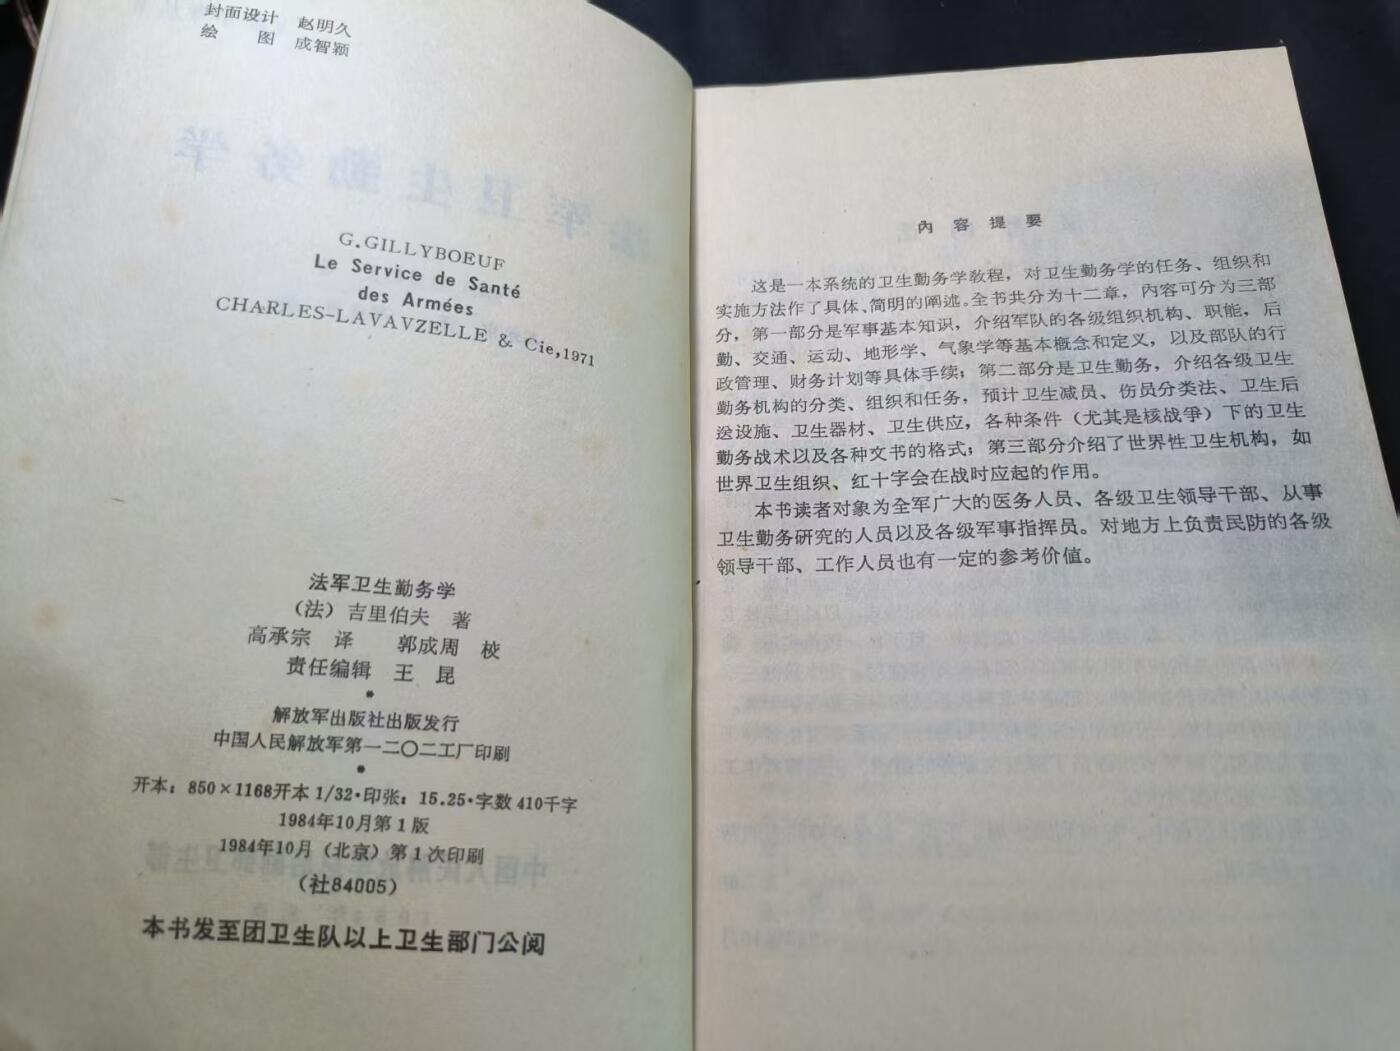 封面设计 赵明久
绘 图 成智颖
G.GILLYBOEUF
Le Service de Santé
des Armées
CHARLES-LAVAVZELLE & Cie,1971
法军卫生勤务学
（法）吉里伯夫 著
高承宗 译 郭成周 校
责任编辑 王 昆
*
解放军出版社出版发行
中国人民解放军第一二〇二工厂印刷
*
开本：850×1168开本 1/32·印张：15.25·字数 410千字
1984年10月第1版
1984年10月（北京）第1次印刷
（社84005）
本书发至团卫生队以上卫生部门公阅
内 容 提 要
这是一本系统的卫生勤务学教程，对卫生勤务学的任务、组织和
实施方法作了具体、简明的阐述。全书共分为十二章，内容可分为三部
分，第一部分是军事基本知识，介绍军队的各级组织机构、职能，后
勤、交通、运动、地形学、气象学等基本概念和定义，以及部队的行
政管理、财务计划等具体手续；第二部分是卫生勤务，介绍各级卫生
勤务机构的分类、组织和任务，预计卫生减员、伤员分类法、卫生后
送设施、卫生器材、卫生供应，各种条件（尤其是核战争）下的卫生
勤务战术以及各种文书的格式；第三部分介绍了世界性卫生机构，如
世界卫生组织、红十字会在战时应起的作用。
本书读者对象为全军广大的医务人员、各级卫生领导干部、从事
卫生勤务研究的人员以及各级军事指挥员。对地方上负责民防的各级
领导干部、工作人员也有一定的参考价值。